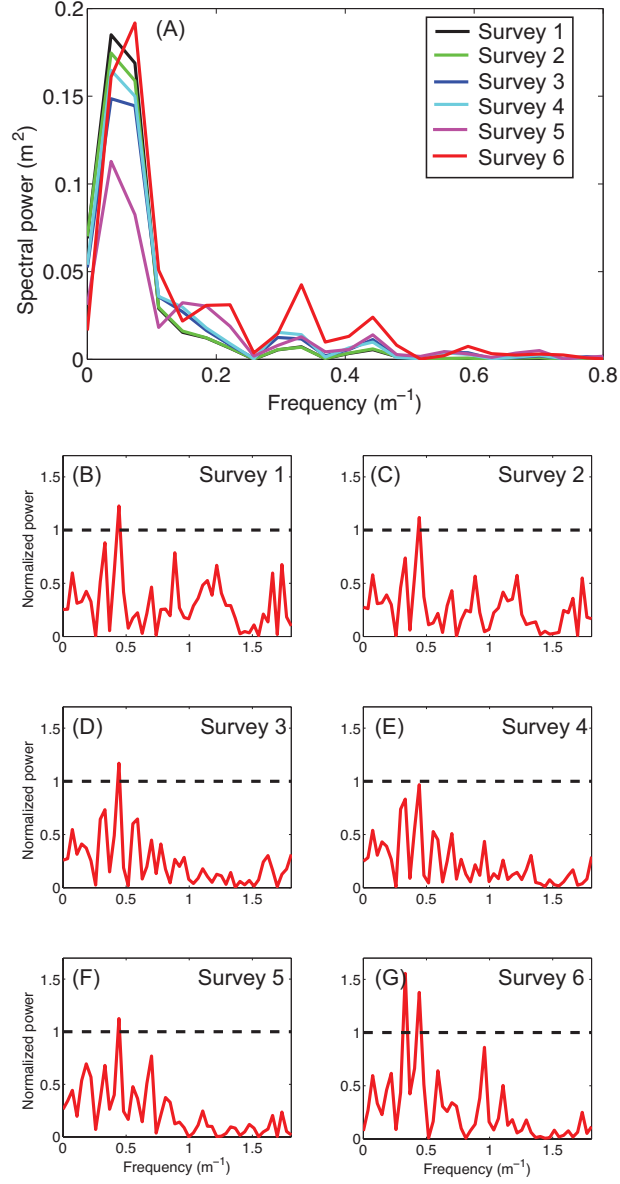 (A)
Survey 1
Survey 2
Survey 3
Survey 4
Survey 5
Survey 6
Spectral power (m 2)
0.2
0.15
0.1
0.05
0
0 0.2 0.4 0.6 0.8
Frequency (m−1)
(B) Survey 1
Normalized power
1.5
1
0.5
0
0 0.5 1 1.5
(C) Survey 2
1.5
1
0.5
0
0 0.5 1 1.5
(D) Survey 3
Normalized power
1.5
1
0.5
0
0 0.5 1 1.5
(E) Survey 4
1.5
1
0.5
0
0 0.5 1 1.5
(F) Survey 5
Normalized power
1.5
1
0.5
0
0 0.5 1 1.5
Frequency (m−1)
(G) Survey 6
1.5
1
0.5
0
0 0.5 1 1.5
Frequency (m−1)